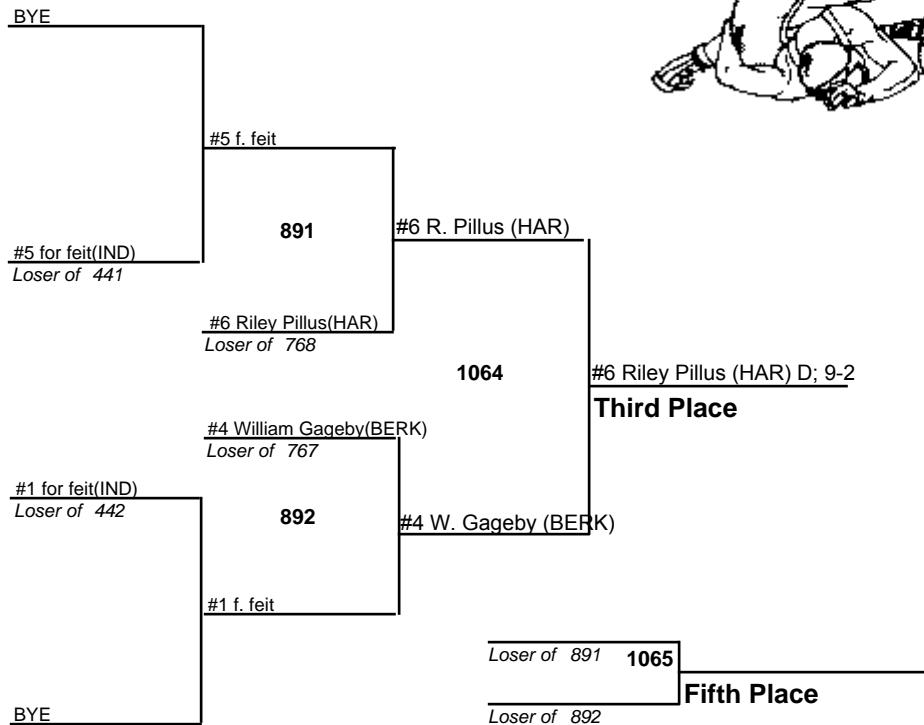 BYE
#5 f. feit
891
#6 R. Pillus (HAR)
#5 for feit(IND)
Loser of 441
#6 Riley Pillus(HAR)
Loser of 768
1064
#6 Riley Pillus (HAR) D; 9-2
Third Place
#4 William Gageby(BERK)
Loser of 767
#1 for feit(IND)
Loser of 442
892
#4 W. Gageby (BERK)
#1 f. feit
Loser of 891
1065
Fifth Place
Loser of 892
BYE